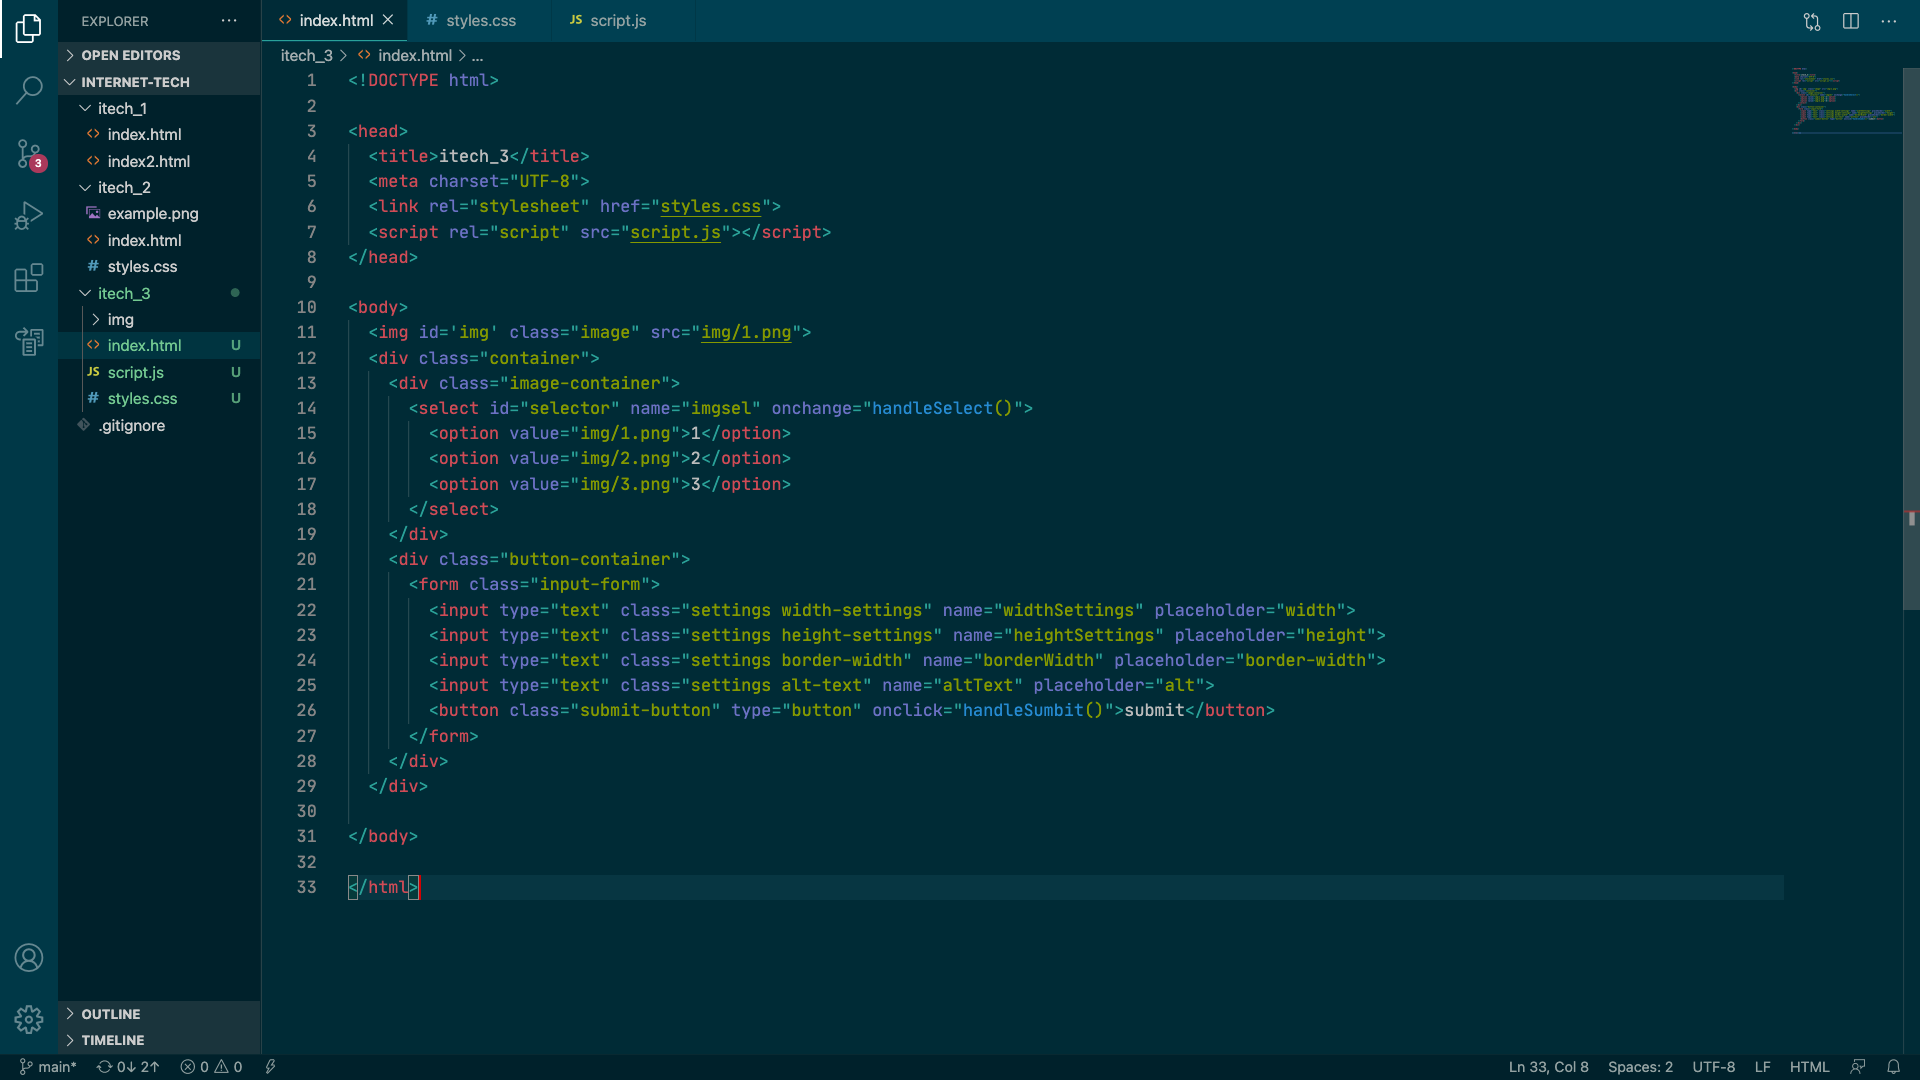 EXPLORER
OPEN EDITORS
INTERNET-TECH
itech_1
index.html
index2.html
itech_2
example.png
index.html
styles.css
itech_3
img
index.html U
script.js U
styles.css U
.gitignore
OUTLINE
TIMELINE
3
index.html styles.css JS script.js
itech_3 > index.html > ...
1 <!DOCTYPE html>
2
3 <head>
4 <title>itech_3</title>
5 <meta charset="UTF-8">
6 <link rel="stylesheet" href="styles.css">
7 <script rel="script" src="script.js"></script>
8 </head>
9
10 <body>
11 <img id='img' class="image" src="img/1.png">
12 <div class="container">
13 <div class="image-container">
14 <select id="selector" name="imgsel" onchange="handleSelect()">
15 <option value="img/1.png">1</option>
16 <option value="img/2.png">2</option>
17 <option value="img/3.png">3</option>
18 </select>
19 </div>
20 <div class="button-container">
21 <form class="input-form">
22 <input type="text" class="settings width-settings" name="widthSettings" placeholder="width">
23 <input type="text" class="settings height-settings" name="heightSettings" placeholder="height">
24 <input type="text" class="settings border-width" name="borderWidth" placeholder="border-width">
25 <input type="text" class="settings alt-text" name="altText" placeholder="alt">
26 <button class="submit-button" type="button" onclick="handleSumbit()">submit</button>
27 </form>
28 </div>
29 </div>
30
31 </body>
32
33 </html>
main* 0↓ 2↑ 0 0
Ln 33, Col 8 Spaces: 2 UTF-8 LF HTML